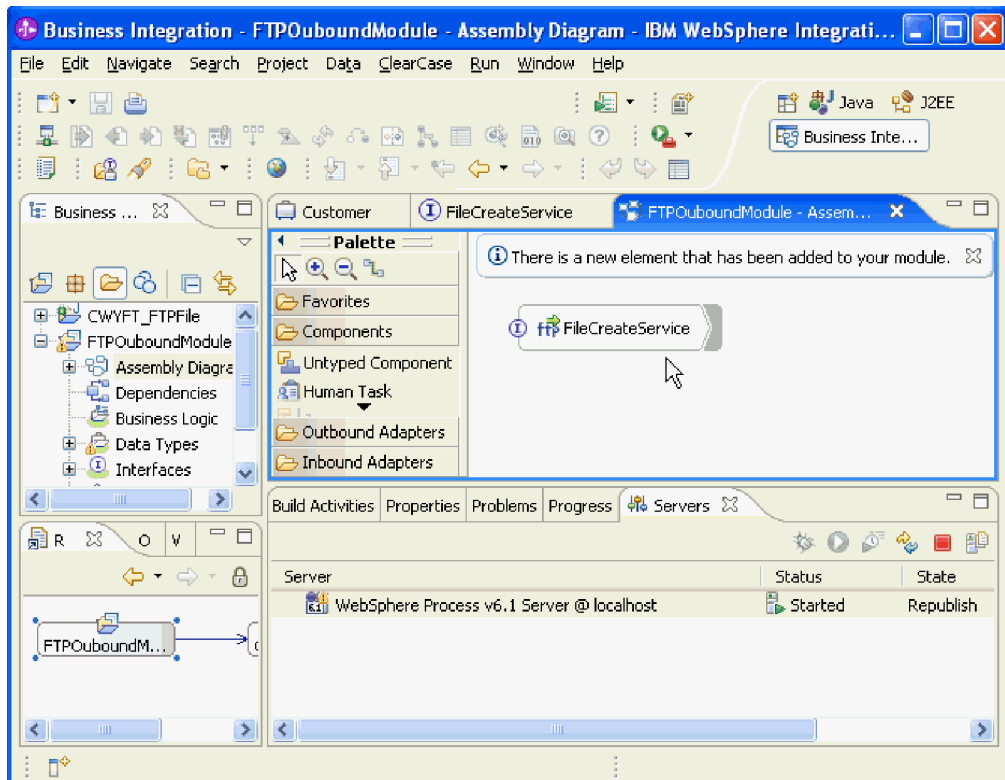 Business Integration - FTPOuboundModule - Assembly Diagram - IBM WebSphere Integrati...
File Edit Navigate Search Project Data ClearCase Run Window Help
Java J2EE
Business Inte...
Business ...
CWYFT_FTPFile
FTPOuboundModule
Assembly Diagra
Dependencies
Business Logic
Data Types
Interfaces
R O V
FTPOuboundM...
Customer FileCreateService FTPOuboundModule - Assem...
Palette
Favorites
Components
Untyped Component
Human Task
Outbound Adapters
Inbound Adapters
There is a new element that has been added to your module.
FileCreateService
Build Activities Properties Problems Progress Servers
Server Status State
WebSphere Process v6.1 Server @ localhost Started Republish